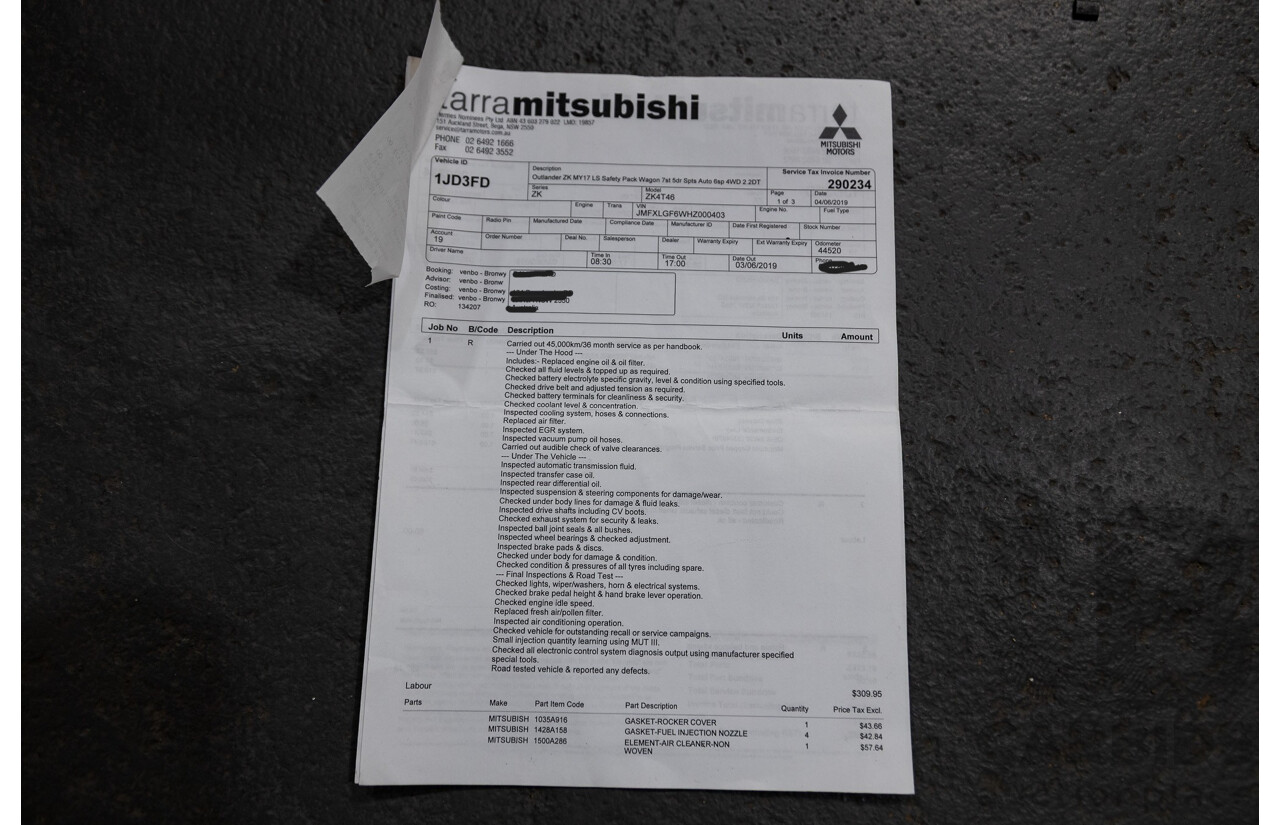 tarramitsubishi
131 Auckland Street, Bega, NSW 2550
services@tarramotors.com.au
PHONE 02 6492 1666
Fax 02 6492 3552
MITSUBISHI
MOTORS
Vehicle ID
1JD3FD
Description
Outlander ZK MY17 LS Safety Pack Wagon 7st 5dr Spts Auto 6sp 4WD 2.2DT
Service Tax Invoice Number
290234
Series
ZK
Model
ZK4T46
Page
1 of 3
Date
04/06/2019
Colour
Engine
Trans
VIN
JMFXLGF6WHZ000403
Engine No.
Fuel Type
Paint Code
Radio Pin
Manufactured Date
Compliance Date
Manufacturer ID
Date First Registered
Stock Number
Account
19
Order Number
Deal No.
Salesperson
Dealer
Warranty Expiry
Ext Warranty Expiry
Odometer
44520
Driver Name
Time In
08:30
Time Out
17:00
Date Out
03/06/2019
Booking: venbo - Bronwy
Advisor: venbo - Bronw
Costing: venbo - Bronwy
Finalised: venbo - Bronwy
RO: 134207
Job No B/Code Description Units Amount
1 R Carried out 45,000km/36 month service as per handbook.
--- Under The Hood ---
Includes:- Replaced engine oil & oil filter.
Checked all fluid levels & topped up as required.
Checked battery electrolyte specific gravity, level & condition using specified tools.
Checked drive belt and adjusted tension as required.
Checked battery terminals for cleanliness & security.
Checked coolant level & concentration.
Inspected cooling system, hoses & connections.
Replaced air filter.
Inspected EGR system.
Inspected vacuum pump oil hoses.
Carried out audible check of valve clearances.
--- Under The Vehicle ---
Inspected automatic transmission fluid.
Inspected transfer case oil.
Inspected rear differential oil.
Inspected suspension & steering components for damage/wear.
Checked under body lines for damage & fluid leaks.
Inspected drive shafts including CV boots.
Checked exhaust system for security & leaks.
Inspected ball joint seals & all bushes.
Inspected wheel bearings & checked adjustment.
Inspected brake pads & discs.
Checked under body for damage & condition.
Checked condition & pressures of all tyres including spare.
--- Final Inspections & Road Test ---
Checked lights, wiper/washers, horn & electrical systems.
Checked brake pedal height & hand brake lever operation.
Checked engine idle speed.
Replaced fresh air/pollen filter.
Inspected air conditioning operation.
Checked vehicle for outstanding recall or service campaigns.
Small injection quantity learning using MUT III.
Checked all electronic control system diagnosis output using manufacturer specified
special tools.
Road tested vehicle & reported any defects.
Labour $309.95
Parts Make Part Item Code Part Description Quantity Price Tax Excl.
MITSUBISH 1035A916 GASKET-ROCKER COVER 1 $43.66
MITSUBISH 1428A158 GASKET-FUEL INJECTION NOZZLE 4 $42.84
MITSUBISH 1500A286 ELEMENT-AIR CLEANER-NON 1 $57.64
WOVEN